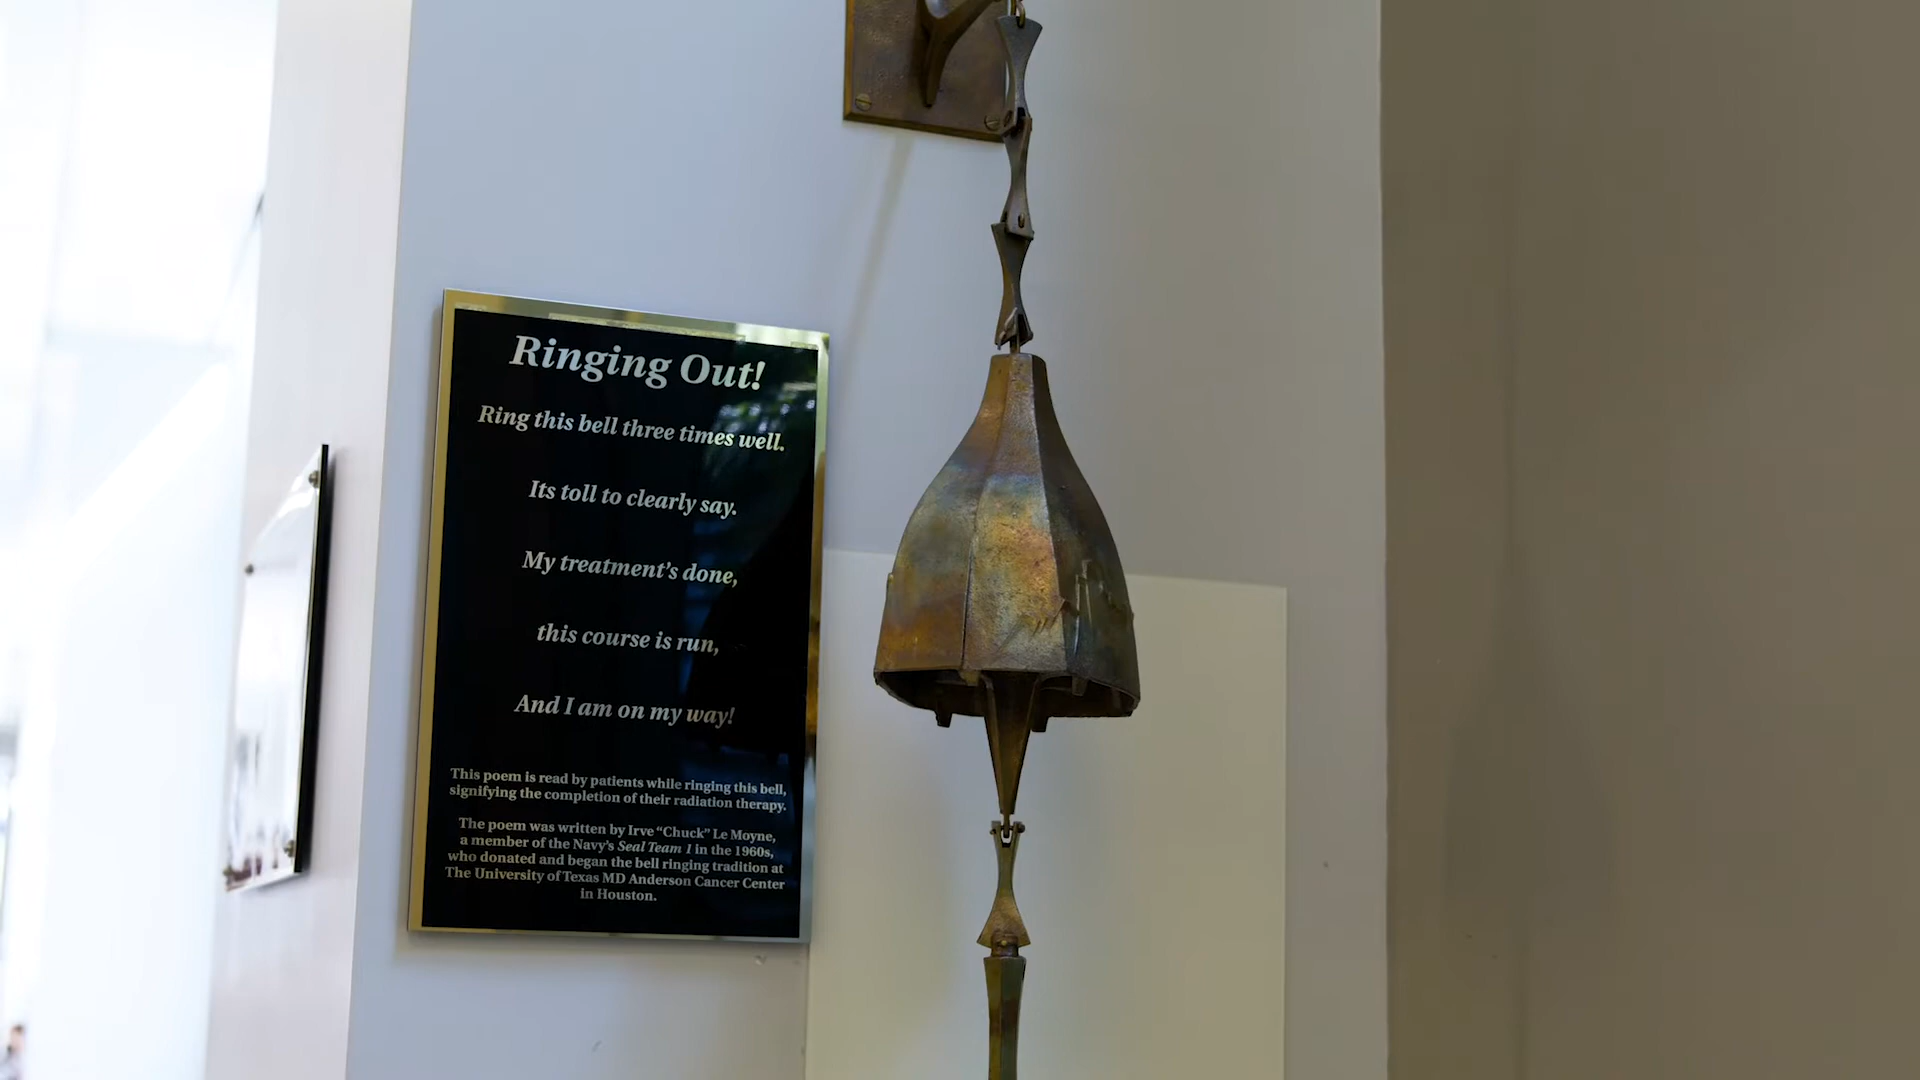 Ringing Out!
Ring this bell three times well.
Its toll to clearly say.
My treatment's done,
this course is run,
And I am on my way!
This poem is read by patients while ringing this bell,
signifying the completion of their radiation therapy.
The poem was written by Irve “Chuck” Le Moyne,
a member of the Navy's Seal Team 1 in the 1960s,
who donated and began the bell ringing tradition at
The University of Texas MD Anderson Cancer Center
in Houston.